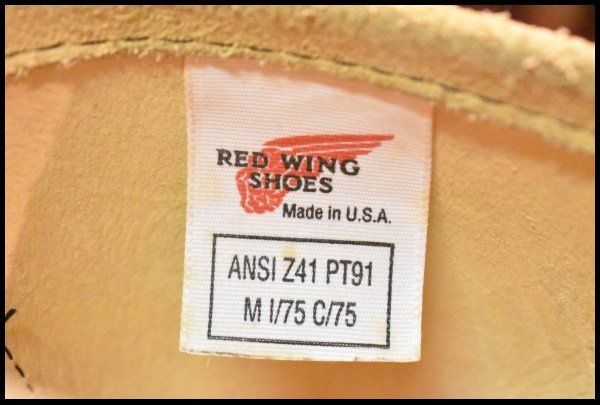 RED WING
SHOES
Made in U.S.A.
ANSI Z41 PT91
M I/75 C/75